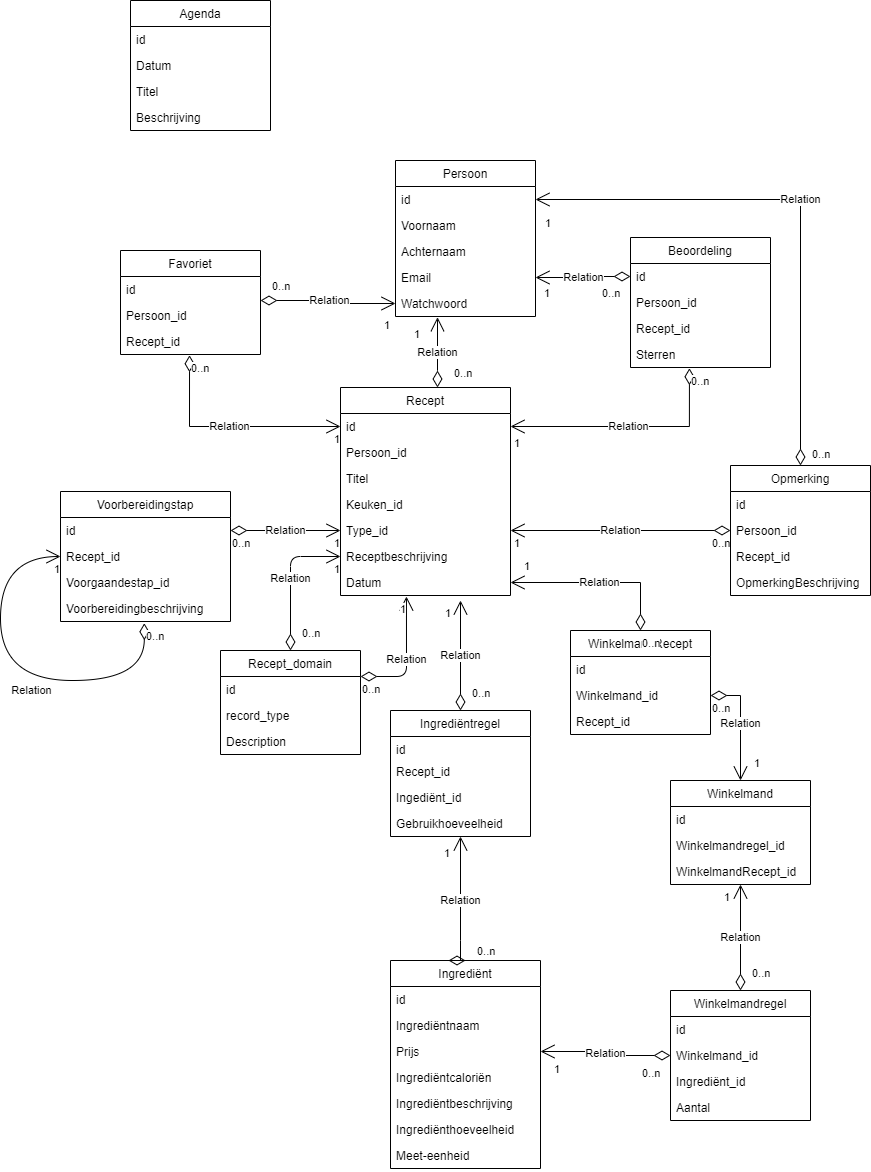 Agenda
id
Datum
Titel
Beschrijving
Persoon
id
Voornaam
Achternaam
Email
Watchwoord
Relation
1
Beoordeling
id
Persoon_id
Recept_id
Sterren
Relation
1
0..n
Favoriet
id
Persoon_id
Recept_id
0..n
Relation
1
1
Relation
0..n
0..n
Relation
1
0..n
Relation
1
Recept
id
Persoon_id
Titel
Keuken_id
Type_id
Receptbeschrijving
Datum
0..n
Opmerking
id
Persoon_id
Recept_id
OpmerkingBeschrijving
Relation
1
0..n
Voorbereidingstap
id
Recept_id
Voorgaandestap_id
Voorbereidingbeschrijving
0..n
Relation
1
1
0..n
Relation
Relation
1
0..n
Recept_domain
id
record_type
Description
1
Relation
0..n
1
Relation
0..n
1
Relation
Winkelmand
0..n
Recept
id
Winkelmand_id
Recept_id
0..n
Relation
1
Ingrediëntregel
id
Recept_id
Ingediënt_id
Gebruikhoeveelheid
1
Relation
0..n
Winkelmand
id
Winkelmandregel_id
WinkelmandRecept_id
1
Relation
0..n
Ingrediënt
id
Ingrediëntnaam
Prijs
Ingrediëntcaloriën
Ingrediëntbeschrijving
Ingrediënthoeveelheid
Meet-eenheid
Relation
1
0..n
Winkelmandregel
id
Winkelmand_id
Ingrediënt_id
Aantal